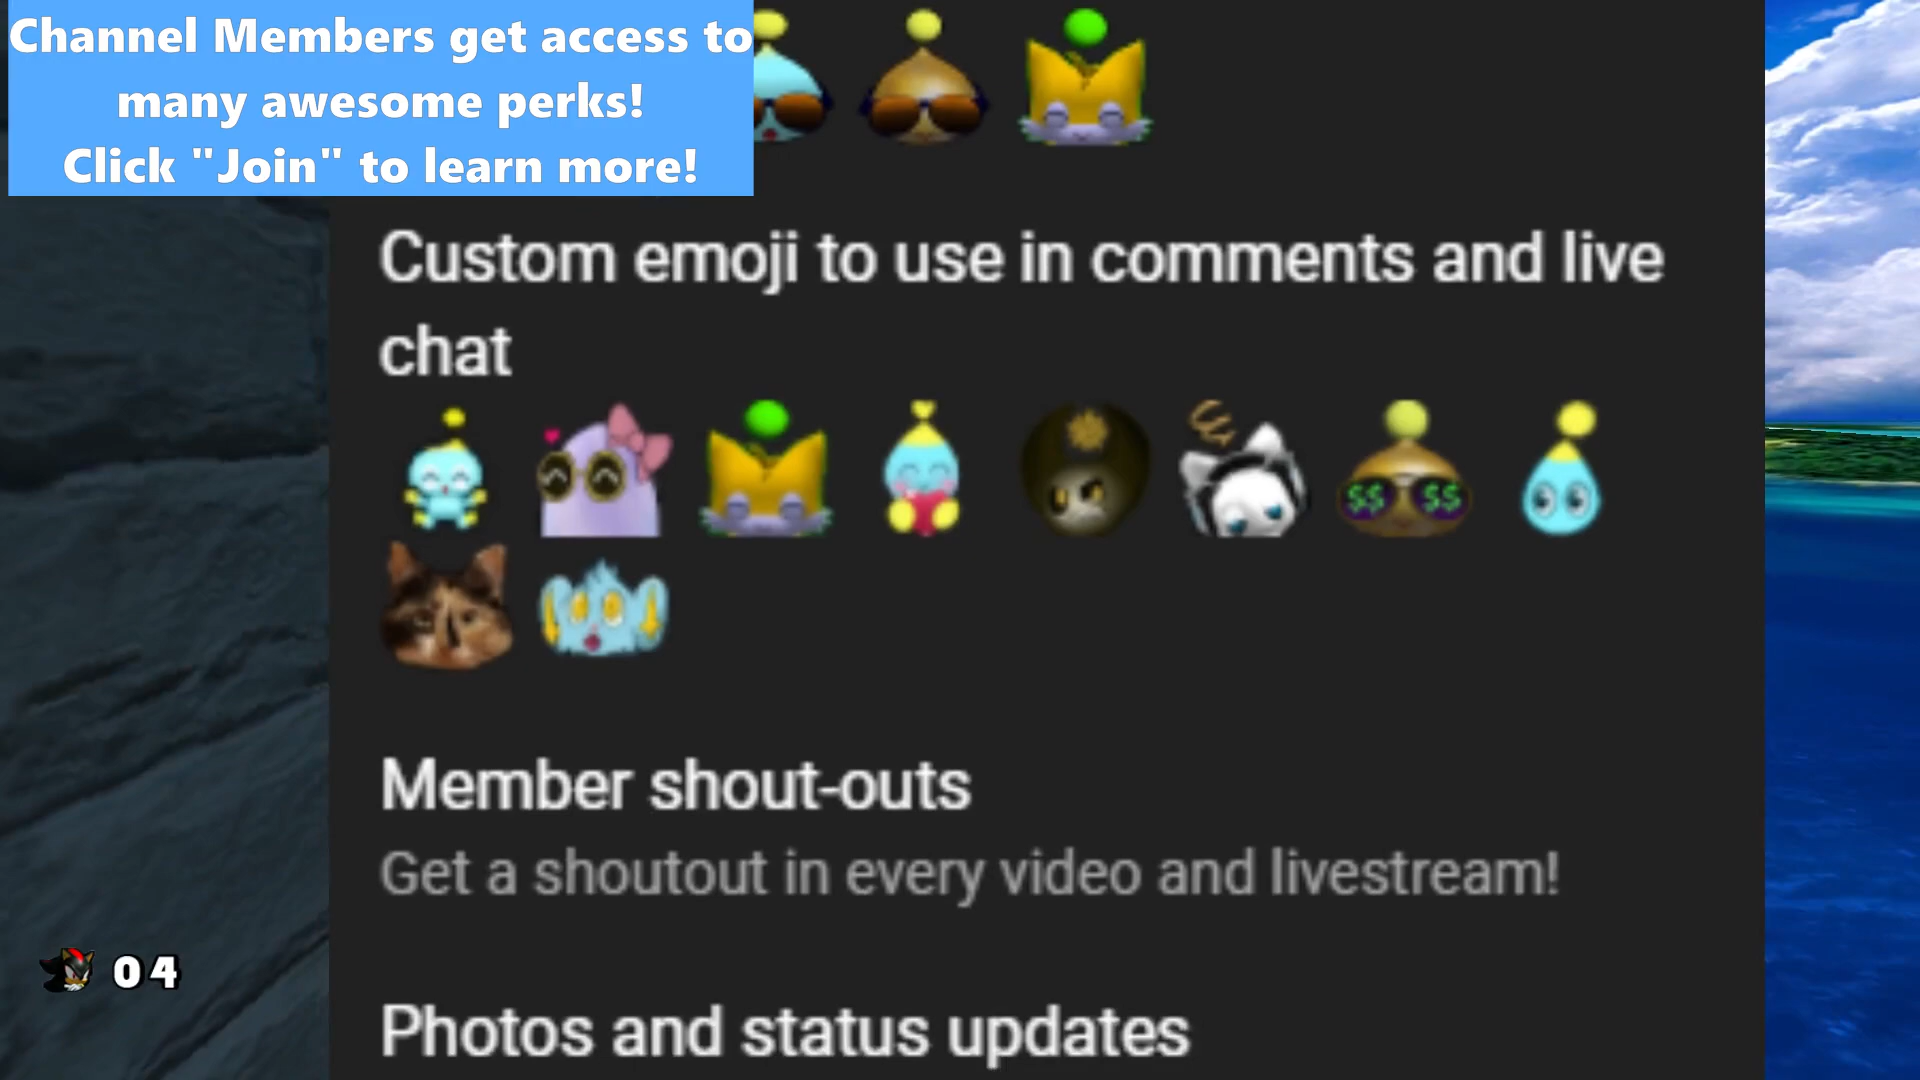 Channel Members get access to
many awesome perks!
Click "Join" to learn more!
Custom emoji to use in comments and live
chat
$$ $$
Member shout-outs
Get a shoutout in every video and livestream!
04
Photos and status updates